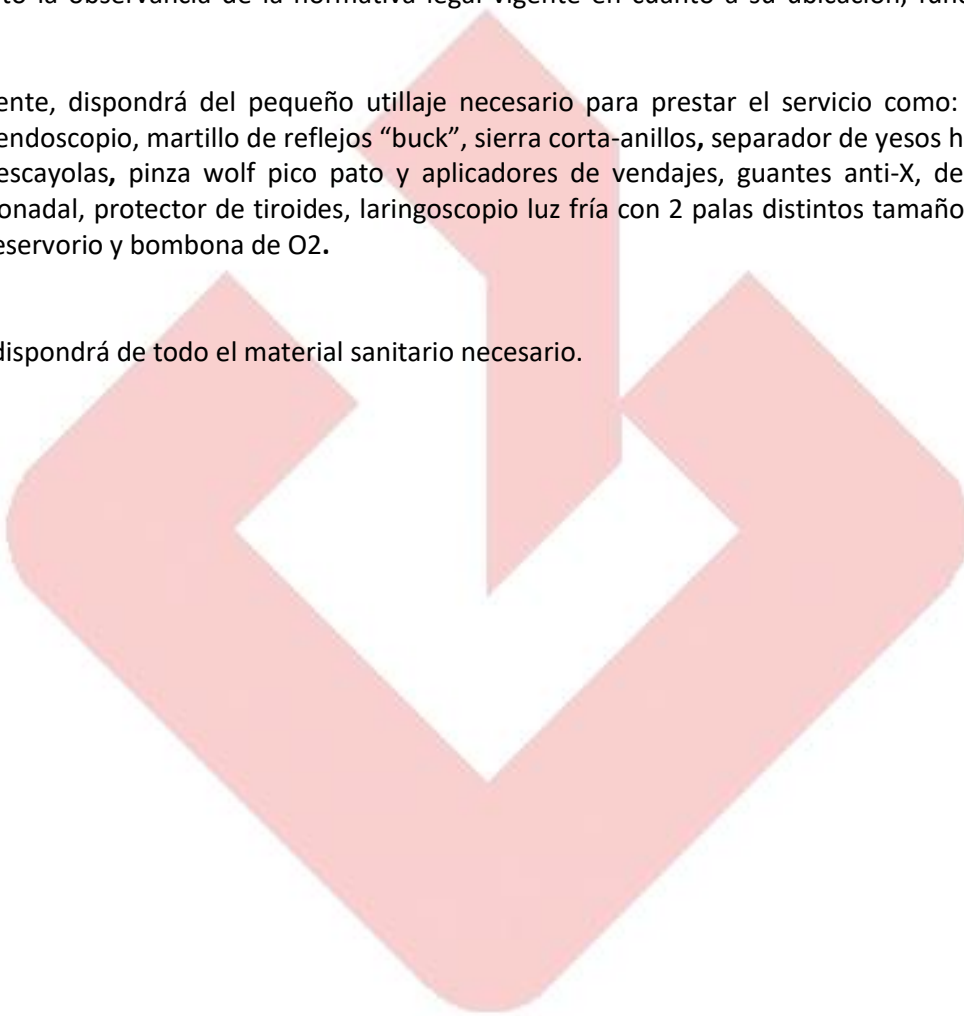 to la observancia de la normativa legal vigente en cuanto a su ubicación,
ente, dispondrá del pequeño utillaje necesario para prestar el servicio como:
endoscopio, martillo de reflejos “buck”, sierra corta-anillos, separador de yesos h
escayolas, pinza wolf pico pato y aplicadores de vendajes, guantes anti-X, de
onadal, protector de tiroides, laringoscopio luz fría con 2 palas distintos tamaño
eservorio y bombona de O2.
dispondrá de todo el material sanitario necesario.